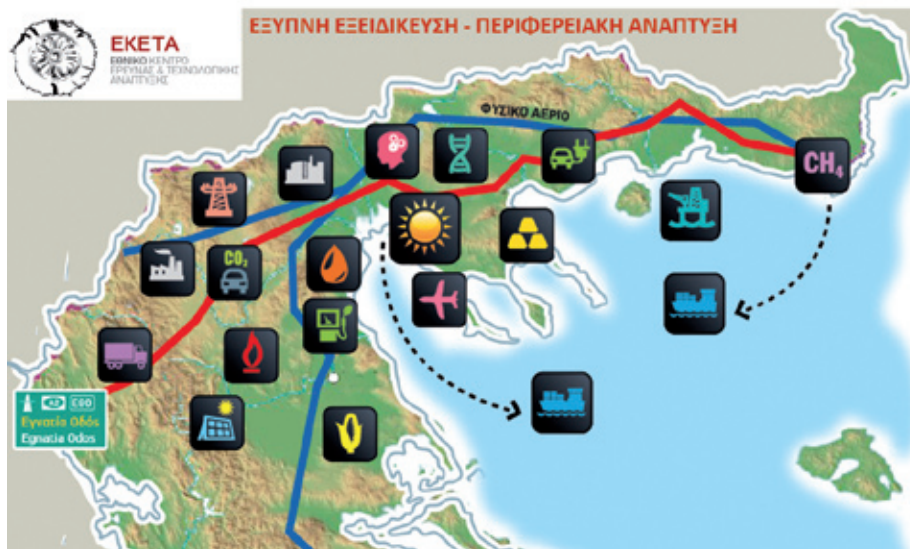 ΕΞΥΠΝΗ ΕΞΕΙΔΙΚΕΥΣΗ - ΠΕΡΙΦΕΡΕΙΑΚΗ ΑΝΑΠΤΥΞΗ
ΕΚΕΤΑ
ΕΘΝΙΚΟ ΚΕΝΤΡΟ
ΕΡΕΥΝΑΣ & ΤΕΧΝΟΛΟΓΙΚΗΣ
ΑΝΑΠΤΥΞΗΣ
ΦΥΣΙΚΟ ΑΕΡΙΟ
CH₄
CO₂
A2 E90
Εγνατία Οδός
Egnatia Odos